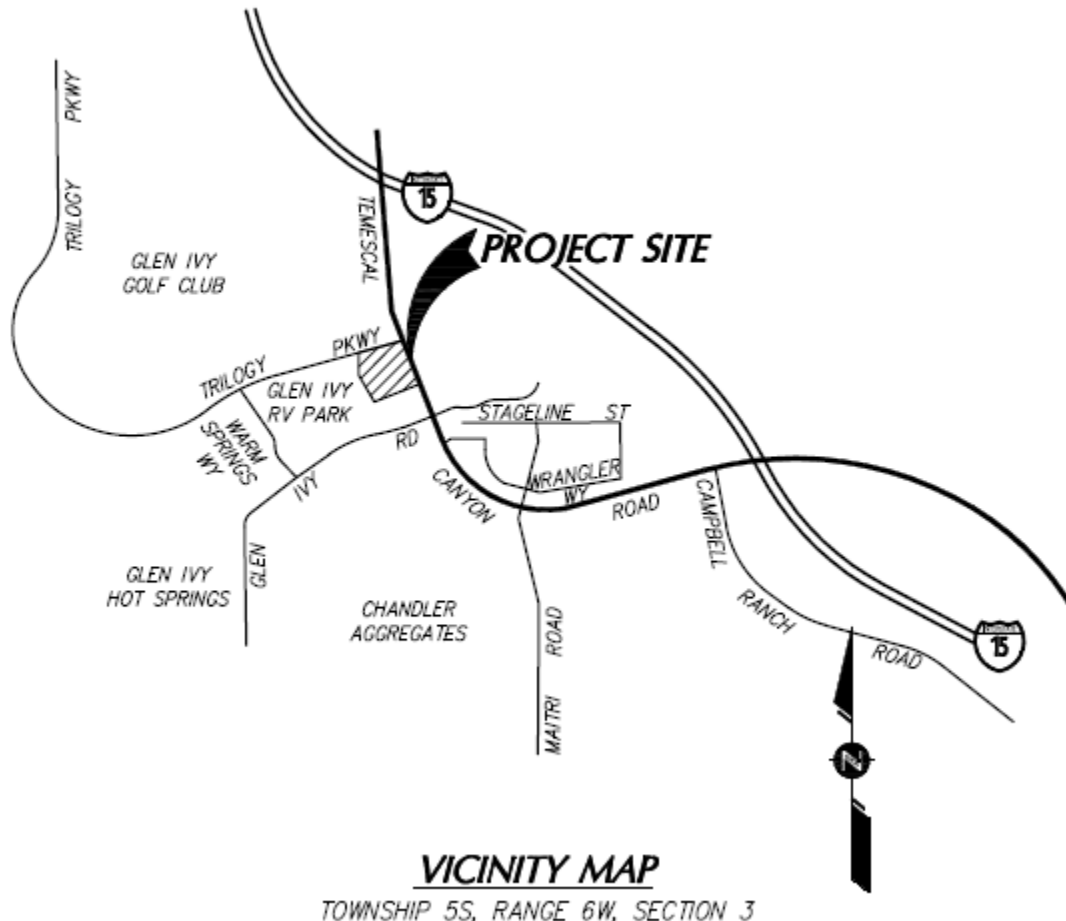 TRILOGY PKWY
GLEN IVY
GOLF CLUB
TEMESCAL
15
PROJECT SITE
TRILOGY PKWY
GLEN IVY
RV PARK
WARM
SPRINGS
WY
GLEN IVY RD
STAGELINE ST
WRANGLER
WY
CANYON ROAD
CAMPBELL RANCH ROAD
GLEN IVY
HOT SPRINGS
CHANDLER
AGGREGATES
MAITRI ROAD
15
N
VICINITY MAP
TOWNSHIP 5S, RANGE 6W, SECTION 3